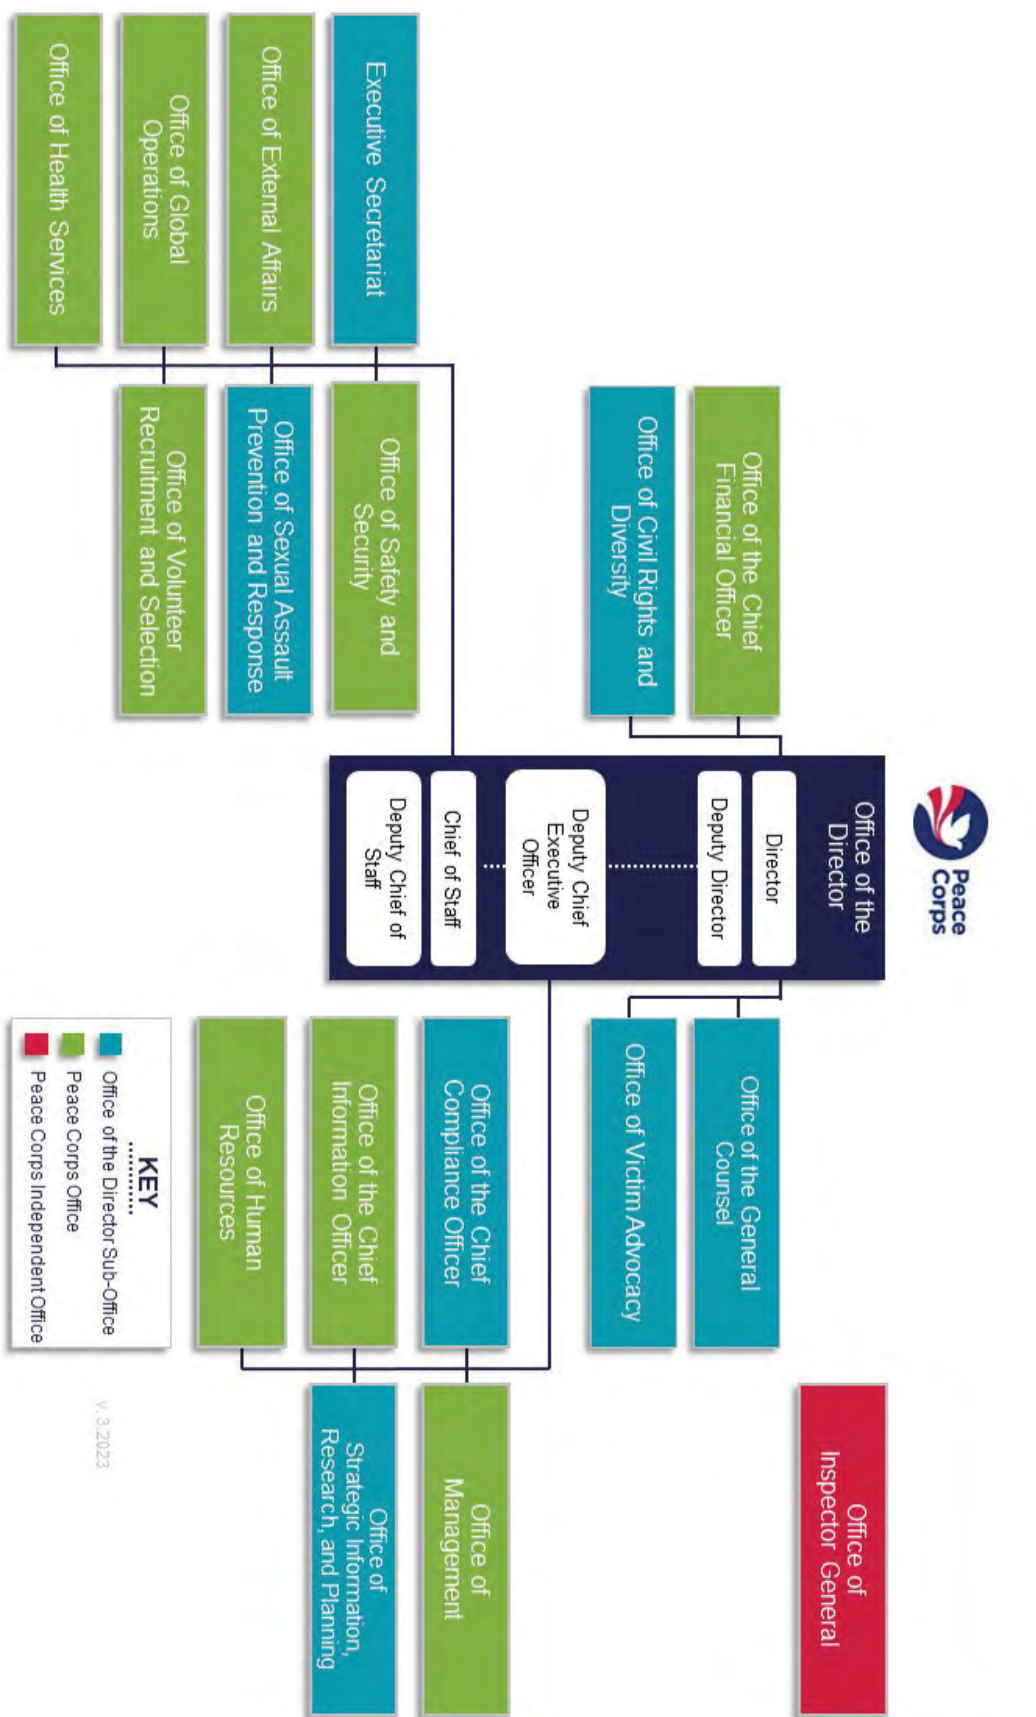 Peace
Corps
Office of the
Director
Director
Deputy Director
Deputy Chief
Executive
Officer
Chief of Staff
Deputy Chief of
Staff
Office of
Inspector General
Office of the Chief
Financial Officer
Office of Civil Rights and
Diversity
Office of the General
Counsel
Office of Victim Advocacy
Executive Secretariat
Office of Safety and
Security
Office of External Affairs
Office of Sexual Assault
Prevention and Response
Office of Global
Operations
Office of Volunteer
Recruitment and Selection
Office of Health Services
Office of the Chief
Compliance Officer
Office of
Management
Office of the Chief
Information Officer
Office of
Strategic Information,
Research, and Planning
Office of Human
Resources
KEY
Office of the Director Sub-Office
Peace Corps Office
Peace Corps Independent Office
v.3.2023